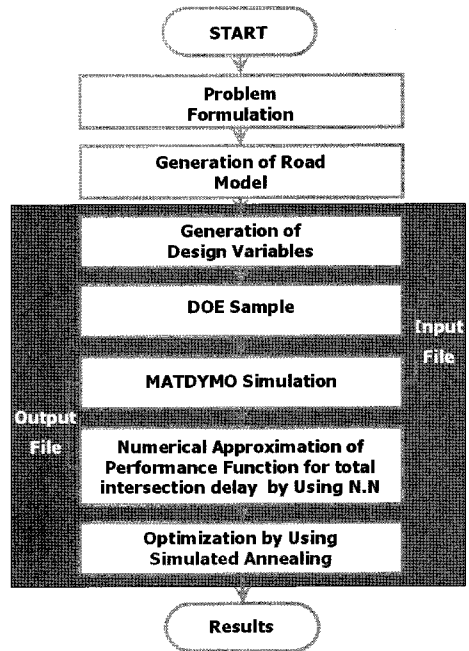 START
Problem
Formulation
Generation of Road
Model
Generation of
Design Variables
DOE Sample
Input
File
MATDYMO Simulation
Output
File
Numerical Approximation of
Performance Function for total
intersection delay by Using N.N
Optimization by Using
Simulated Annealing
Results